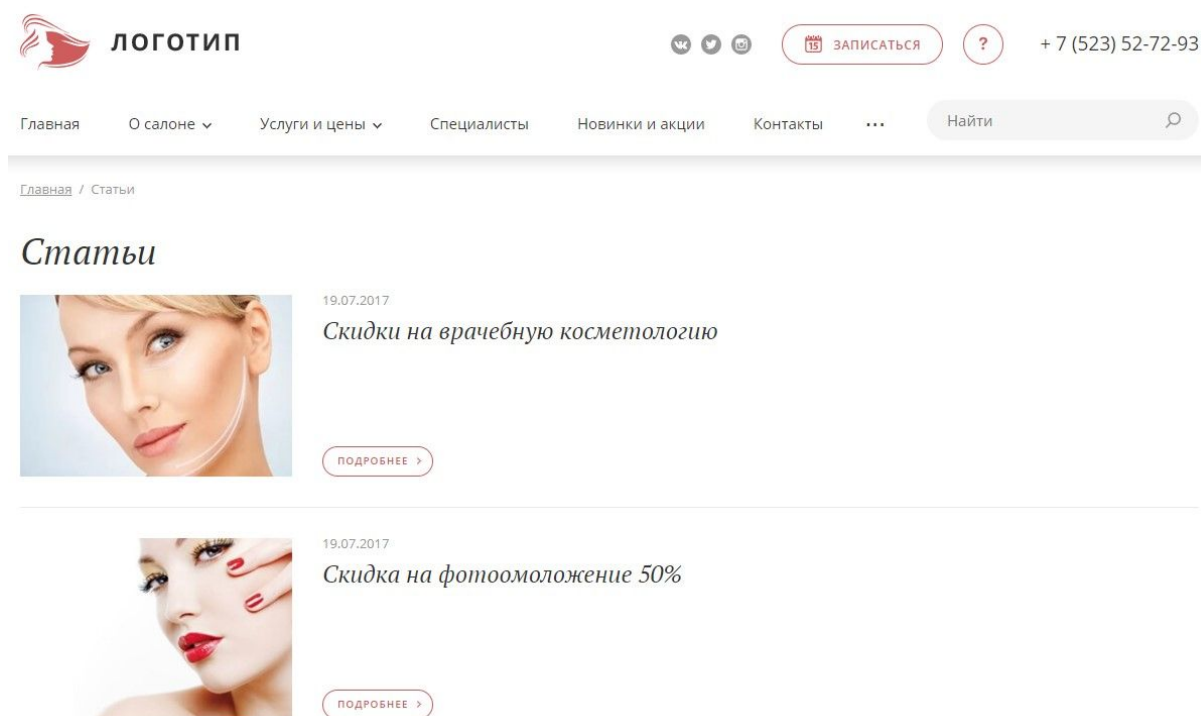 ЛОГОТИП
15 ЗАПИСАТЬСЯ ? + 7 (523) 52-72-93
Главная О салоне Услуги и цены Специалисты Новинки и акции Контакты ... Найти
Главная / Статьи
Статьи
19.07.2017
Скидки на врачебную косметологию
ПОДРОБНЕЕ >
19.07.2017
Скидка на фотоомоложение 50%
ПОДРОБНЕЕ >